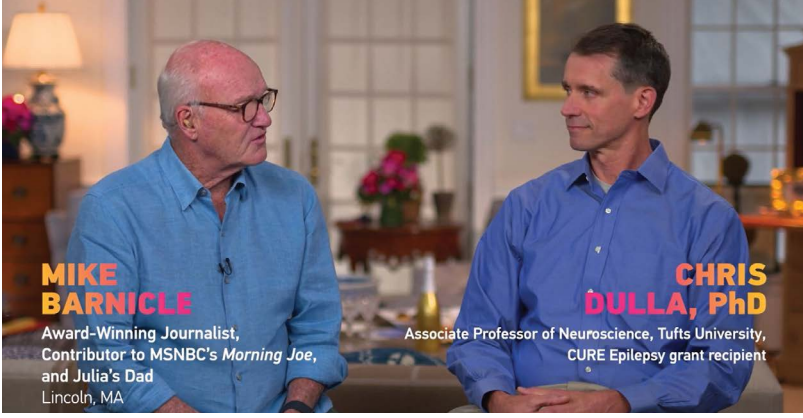 MIKE
BARNICLE
Award-Winning Journalist,
Contributor to MSNBC's Morning Joe,
and Julia's Dad
Lincoln, MA
CHRIS
DULLA, PhD
Associate Professor of Neuroscience, Tufts University,
CURE Epilepsy grant recipient